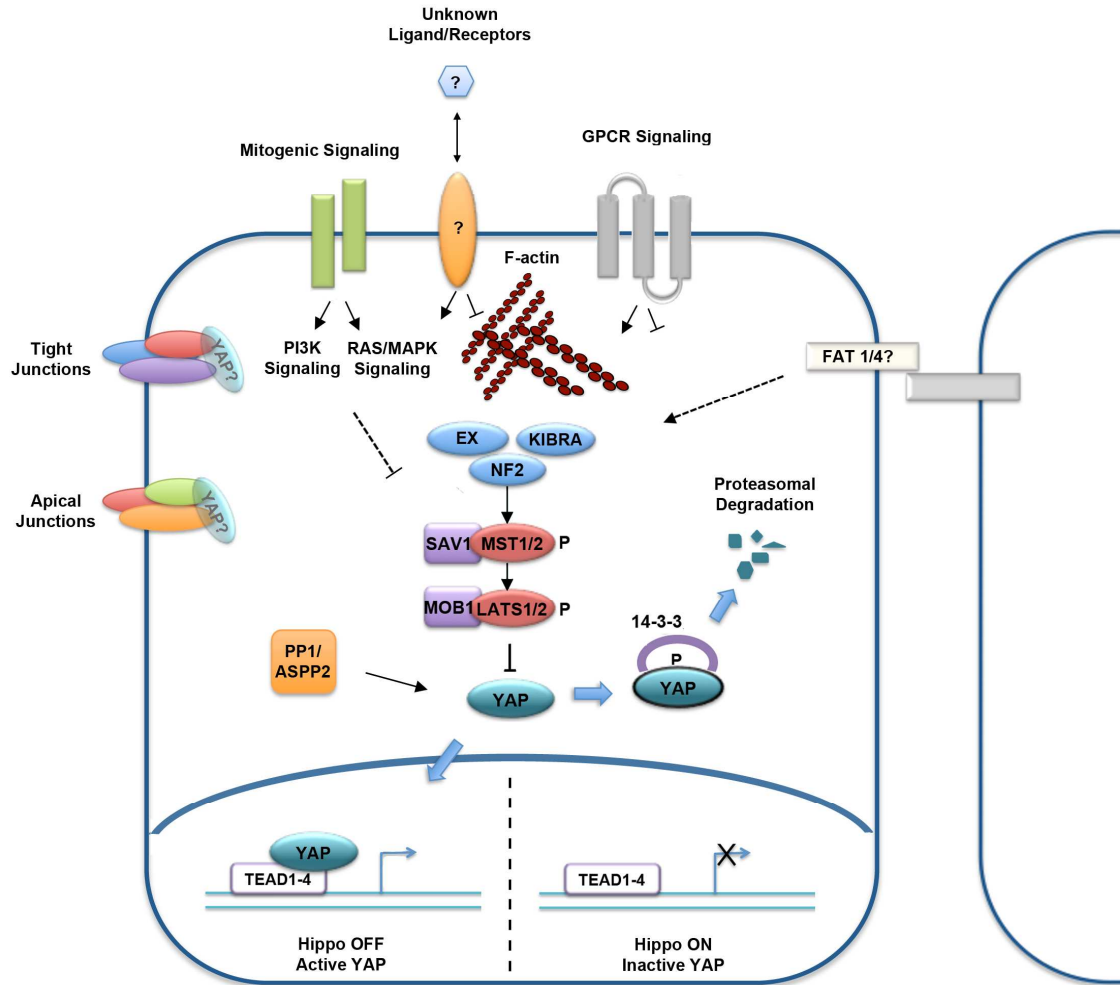 Unknown
Ligand/Receptors
?
Mitogenic Signaling
GPCR Signaling
?
F-actin
Tight
Junctions
YAP?
PI3K
Signaling
RAS/MAPK
Signaling
FAT 1/4?
EX
KIBRA
NF2
Apical
Junctions
YAP?
Proteasomal
Degradation
SAV1
MST1/2
P
MOB1
LATS1/2
P
14-3-3
P
YAP
PP1/
ASPP2
YAP
YAP
TEAD1-4
TEAD1-4
X
Hippo OFF
Active YAP
Hippo ON
Inactive YAP